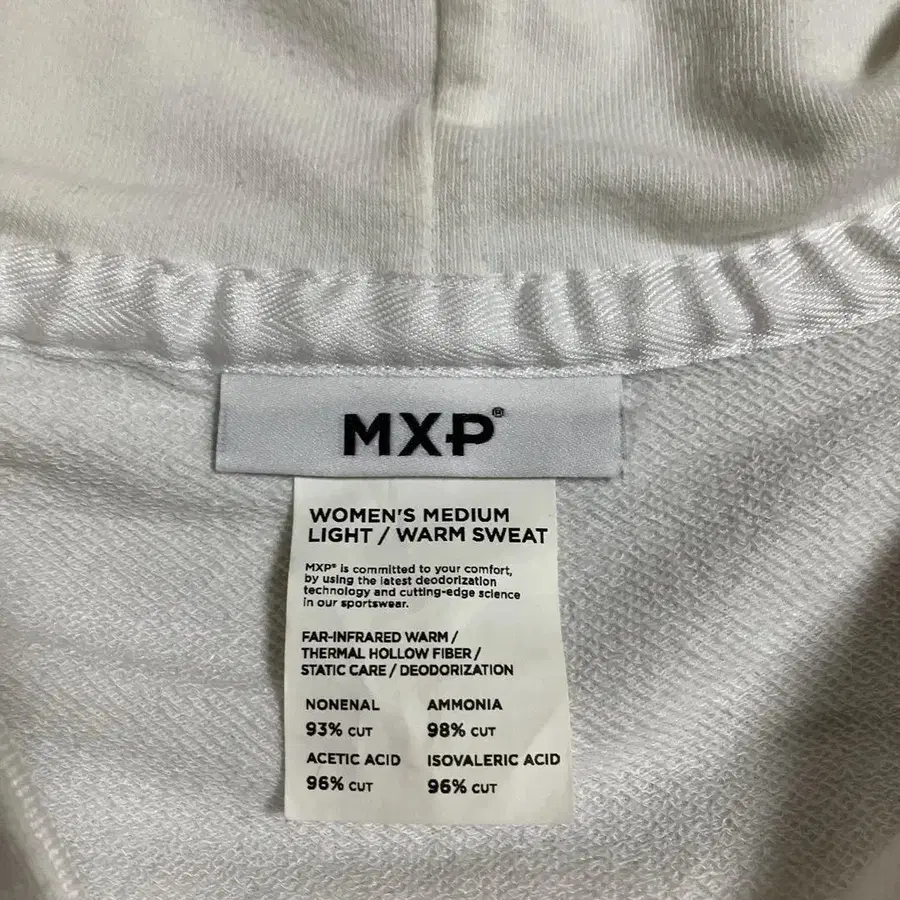 MXP®
WOMEN'S MEDIUM
LIGHT / WARM SWEAT
MXP® is committed to your comfort,
by using the latest deodorization
technology and cutting-edge science
in our sportswear.
FAR-INFRARED WARM /
THERMAL HOLLOW FIBER /
STATIC CARE / DEODORIZATION
NONENAL AMMONIA
93% CUT 98% CUT
ACETIC ACID ISOVALERIC ACID
96% CUT 96% CUT